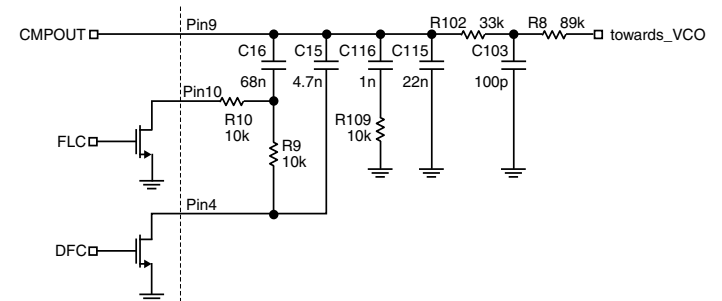 CMPOUT Pin9 R102 33k R8 89k towards_VCO
C16 C15 C116 C115 C103
68n 4.7n 1n 22n 100p
Pin10
R10
10k
R109
10k
FLC
R9
10k
Pin4
DFC